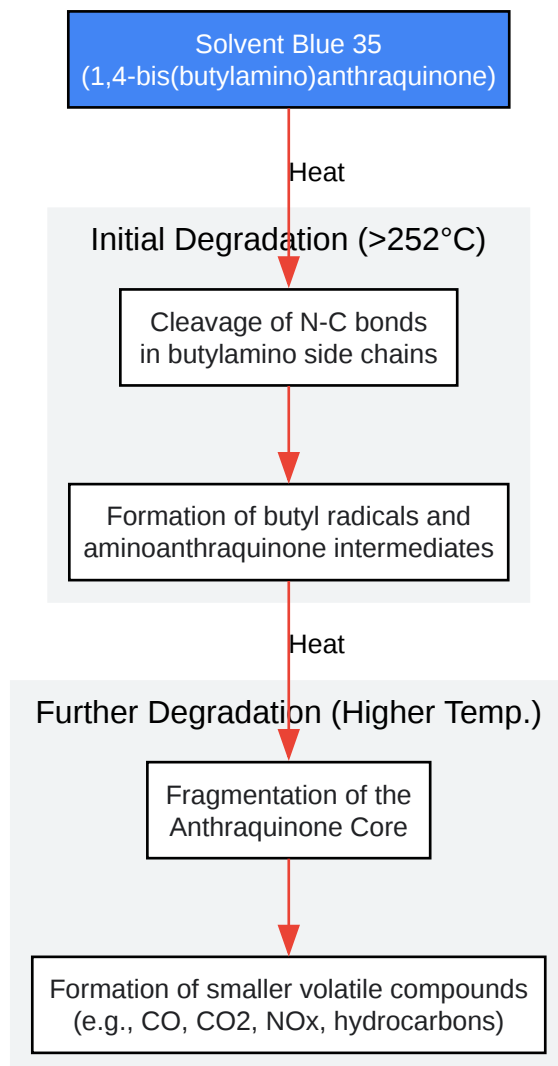 Solvent Blue 35
(1,4-bis(butylamino)anthraquinone)
Heat
Initial Degradation (>252°C)
Cleavage of N-C bonds
in butylamino side chains
Formation of butyl radicals and
aminoanthraquinone intermediates
Heat
Further Degradation (Higher Temp.)
Fragmentation of the
Anthraquinone Core
Formation of smaller volatile compounds
(e.g., CO, CO2, NOx, hydrocarbons)